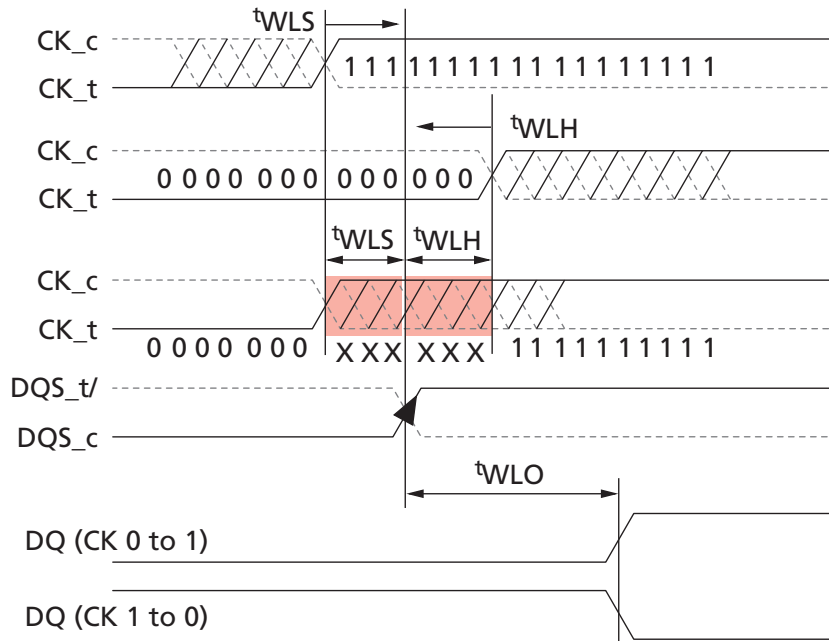 tWLS
CK_c
1 1 1 1 1 1 1 1 1 1 1 1 1 1 1 1 1
CK_t
CK_c
tWLH
0 0 0 0 0 0 0 0 0 0 0 0 0
CK_t
tWLS tWLH
CK_c
CK_t
0 0 0 0 0 0 0 X X X X X X 1 1 1 1 1 1 1 1 1
DQS_t/
DQS_c
tWLO
DQ (CK 0 to 1)
DQ (CK 1 to 0)